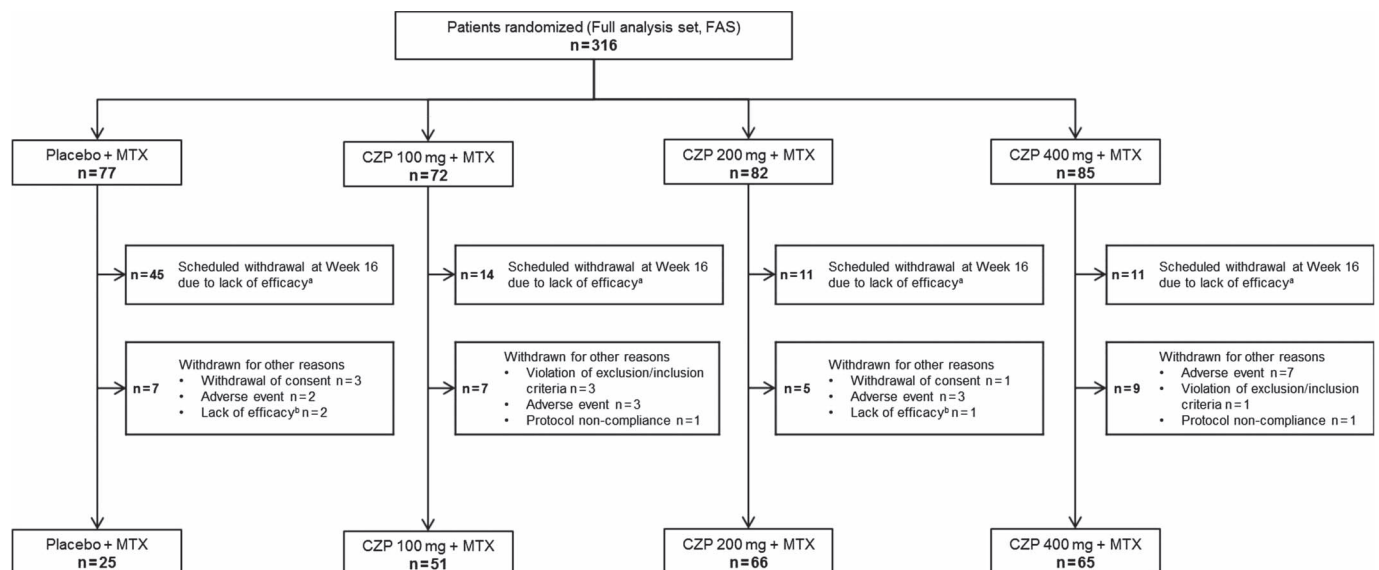 Patients randomized (Full analysis set, FAS)
n=316
Placebo + MTX
n=77
CZP 100 mg + MTX
n=72
CZP 200 mg + MTX
n=82
CZP 400 mg + MTX
n=85
n=45 Scheduled withdrawal at Week 16
due to lack of efficacyᵃ
n=14 Scheduled withdrawal at Week 16
due to lack of efficacyᵃ
n=11 Scheduled withdrawal at Week 16
due to lack of efficacyᵃ
n=11 Scheduled withdrawal at Week 16
due to lack of efficacyᵃ
n=7
Withdrawn for other reasons
• Withdrawal of consent n=3
• Adverse event n=2
• Lack of efficacyᵇ n=2
n=7
Withdrawn for other reasons
• Violation of exclusion/inclusion
criteria n=3
• Adverse event n=3
• Protocol non-compliance n=1
n=5
Withdrawn for other reasons
• Withdrawal of consent n=1
• Adverse event n=3
• Lack of efficacyᵇ n=1
n=9
Withdrawn for other reasons
• Adverse event n=7
• Violation of exclusion/inclusion
criteria n=1
• Protocol non-compliance n=1
Placebo + MTX
n=25
CZP 100 mg + MTX
n=51
CZP 200 mg + MTX
n=66
CZP 400 mg + MTX
n=65